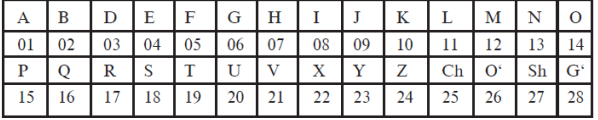 A B D E F G H I J K L M N O
01 02 03 04 05 06 07 08 09 10 11 12 13 14
P Q R S T U V X Y Z Ch O‘ Sh G‘
15 16 17 18 19 20 21 22 23 24 25 26 27 28